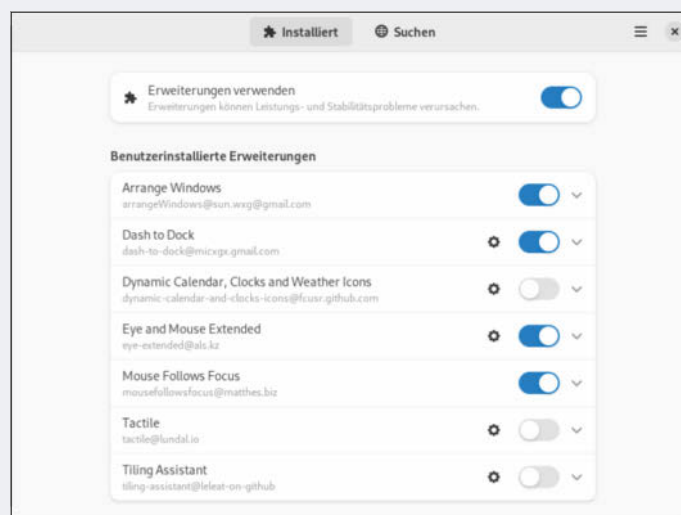 Installiert
Suchen
Erweiterungen verwenden
Erweiterungen können Leistungs- und Stabilitätsprobleme verursachen.
Benutzerinstallierte Erweiterungen
Arrange Windows
arrangeWindows@sun.wxg@gmail.com
Dash to Dock
dash-to-dock@micxgx.gmail.com
Dynamic Calendar, Clocks and Weather Icons
dynamic-calendar-and-clocks-icons@fcusr.github.com
Eye and Mouse Extended
eye-extended@als.kz
Mouse Follows Focus
mousefollowsfocus@matthes.biz
Tactile
tactile@lundal.io
Tiling Assistant
tiling-assistant@leleat-on-github